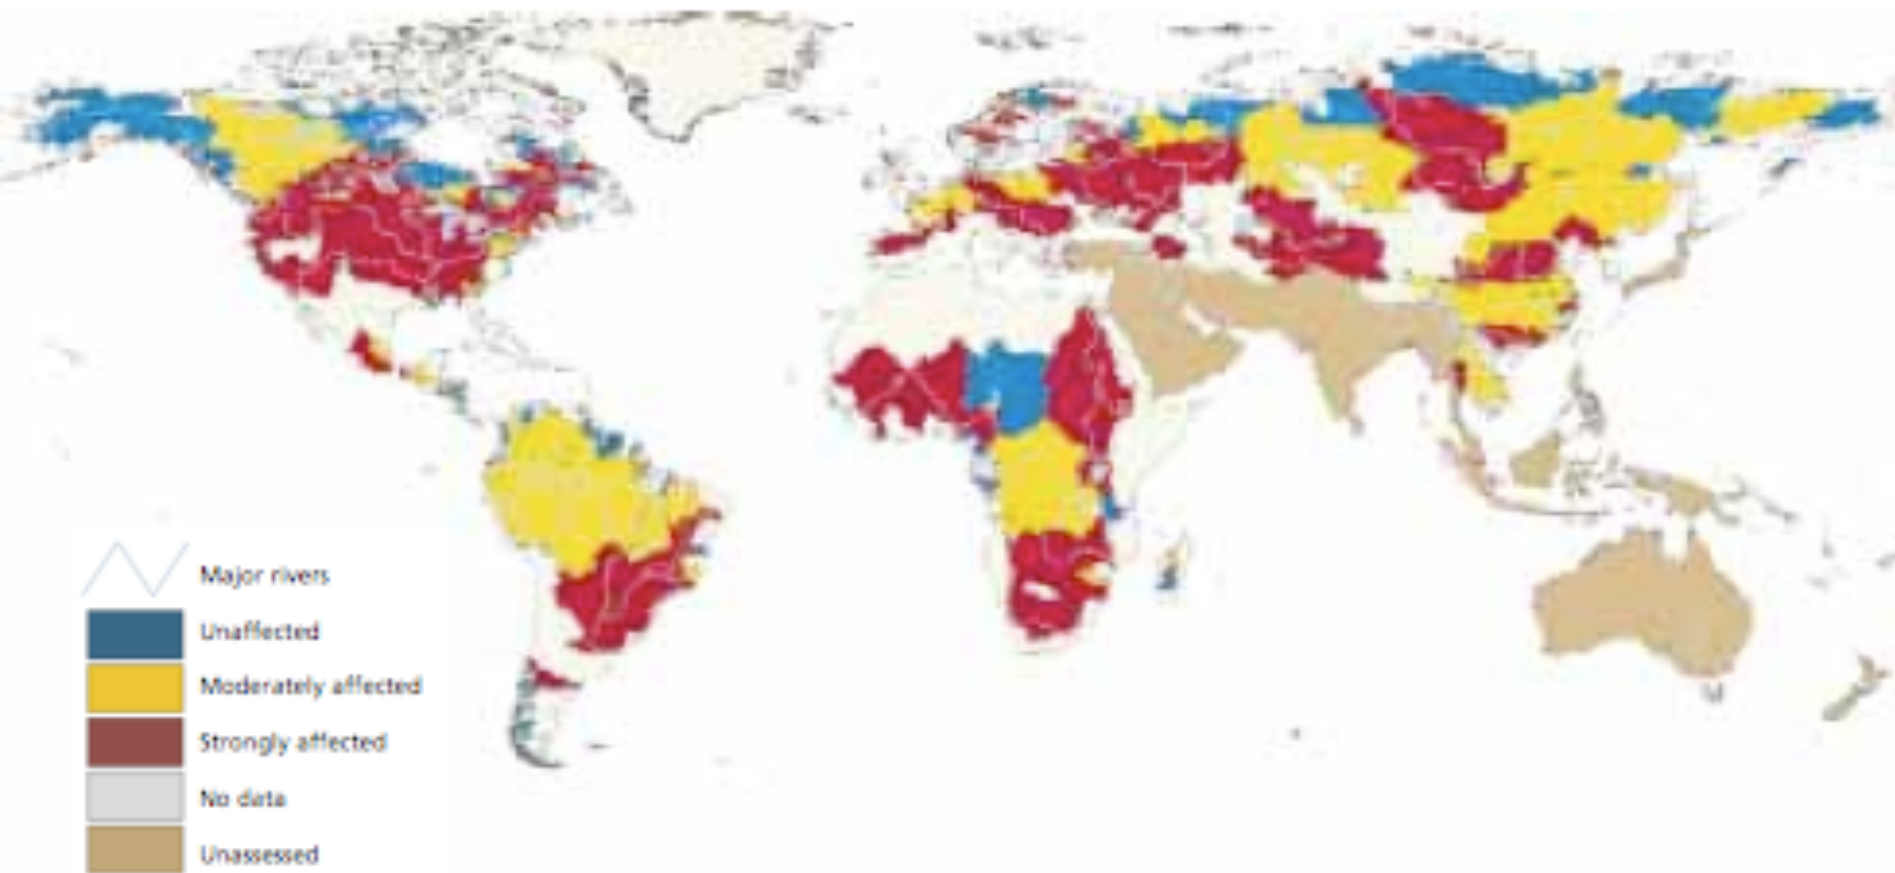 Major rivers
Unaffected
Moderately affected
Strongly affected
No data
Unassessed